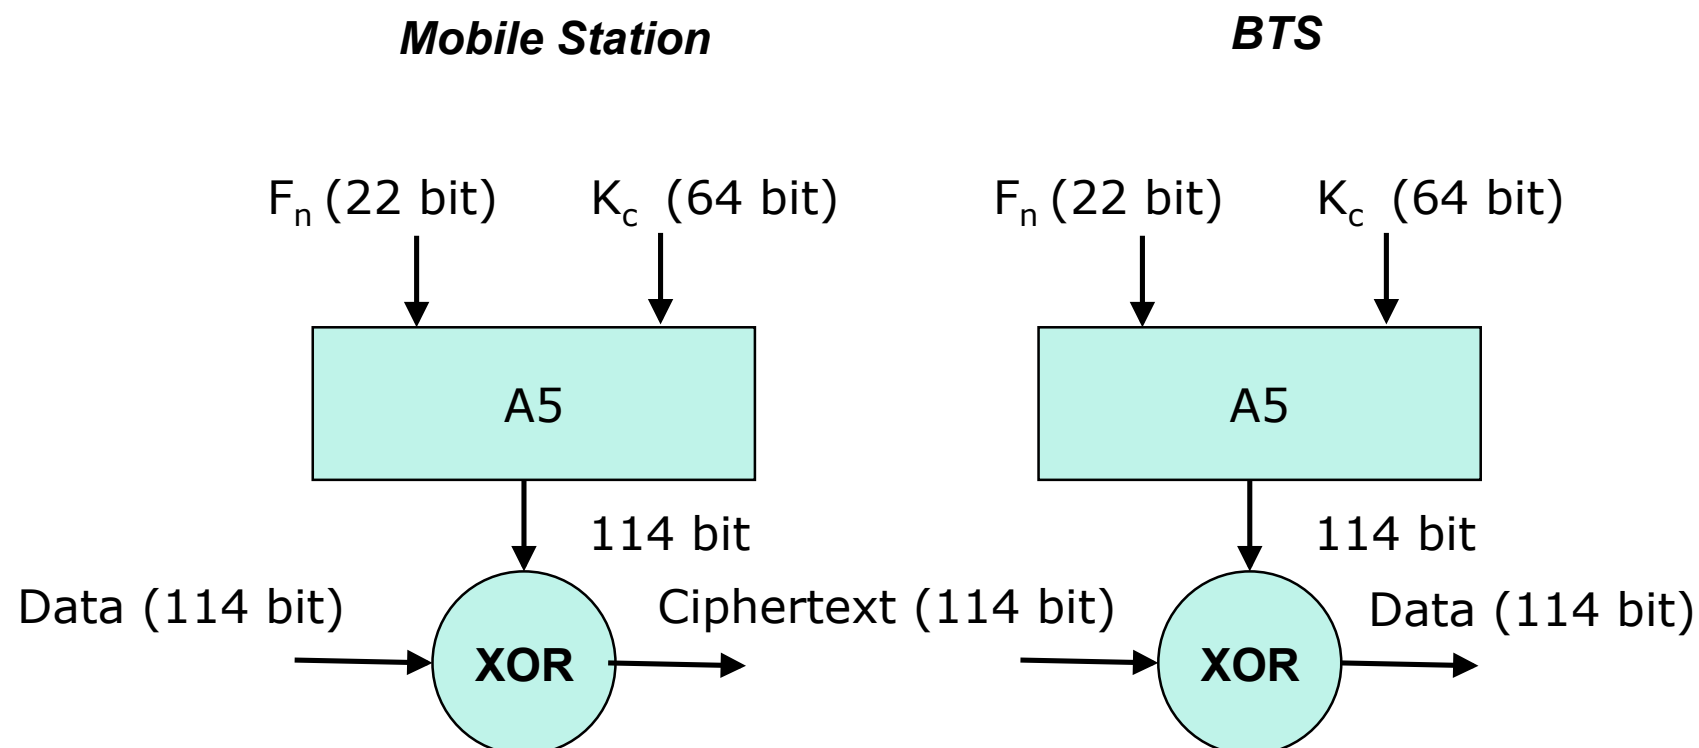 Mobile Station
BTS
Fn (22 bit)
Kc (64 bit)
Fn (22 bit)
Kc (64 bit)
A5
A5
114 bit
114 bit
Data (114 bit)
Ciphertext (114 bit)
Data (114 bit)
XOR
XOR